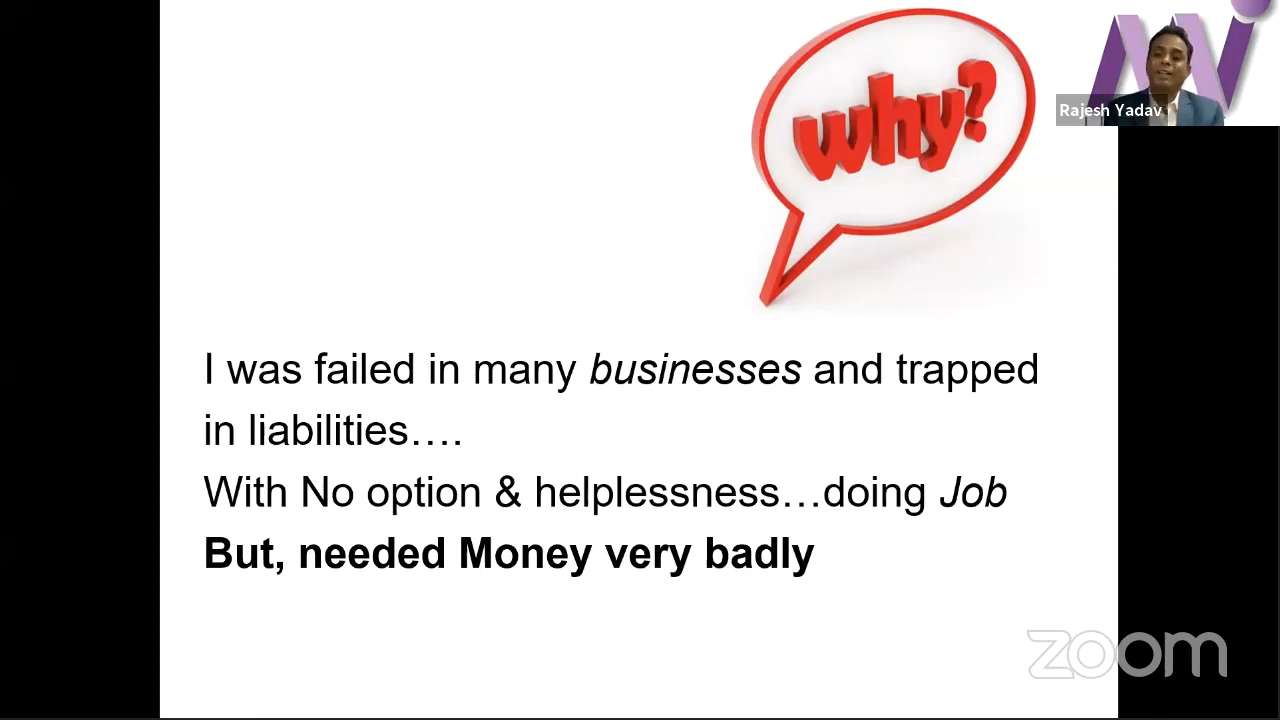 why?
Rajesh Yadav
I was failed in many businesses and trapped
in liabilities….
With No option & helplessness…doing Job
But, needed Money very badly
zoom